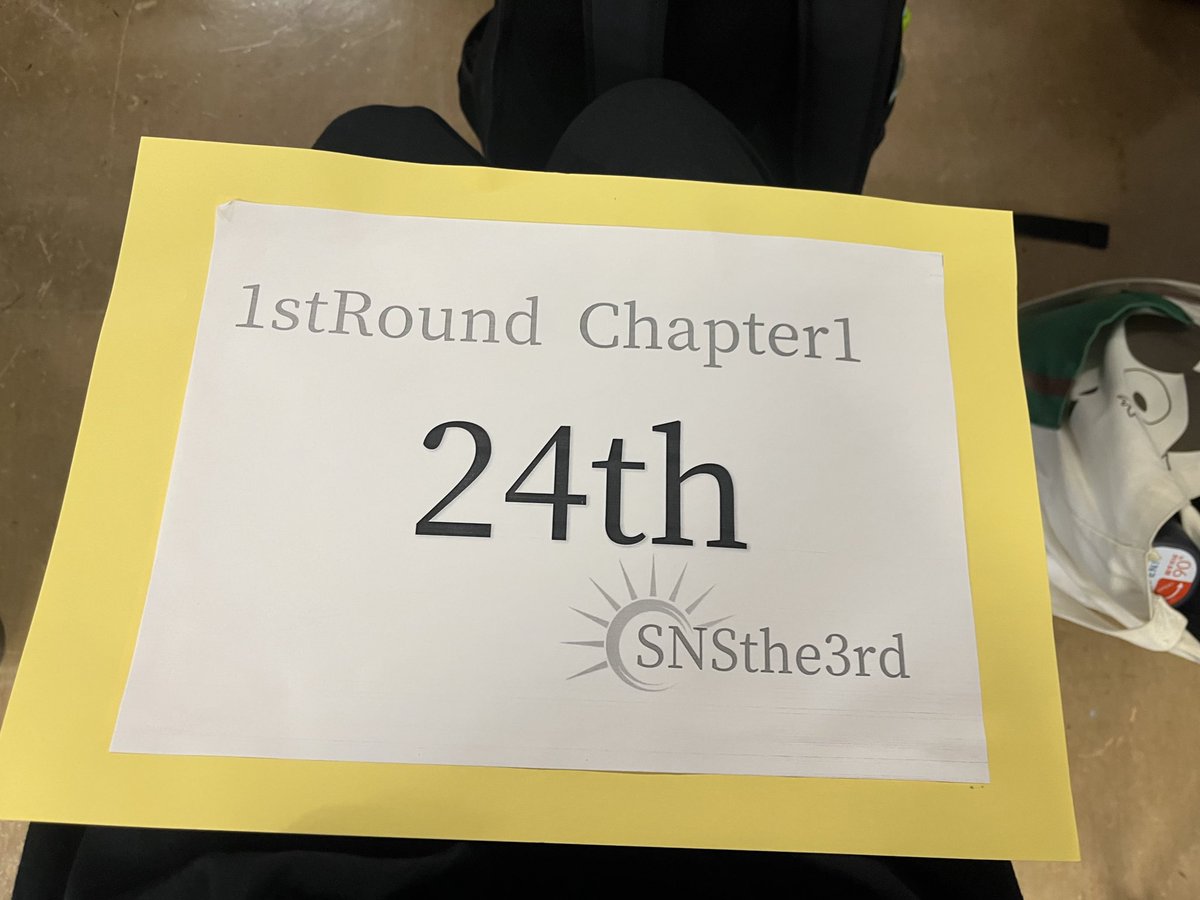 1stRound Chapter1
24th
SNSthe3rd